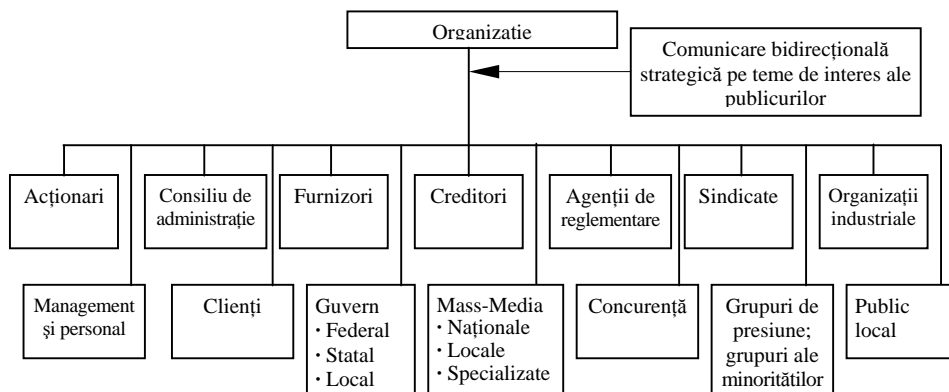 Organizatie
Comunicare bidirecțională
strategică pe teme de interes ale
publicurilor
Acționari
Consiliu de
administrație
Furnizori
Creditori
Agenții de
reglementare
Sindicate
Organizații
industriale
Management
și personal
Clienți
Guvern
· Federal
· Statal
· Local
Mass-Media
· Naționale
· Locale
· Specializate
Concurență
Grupuri de
presiune;
grupuri ale
minorităților
Public
local